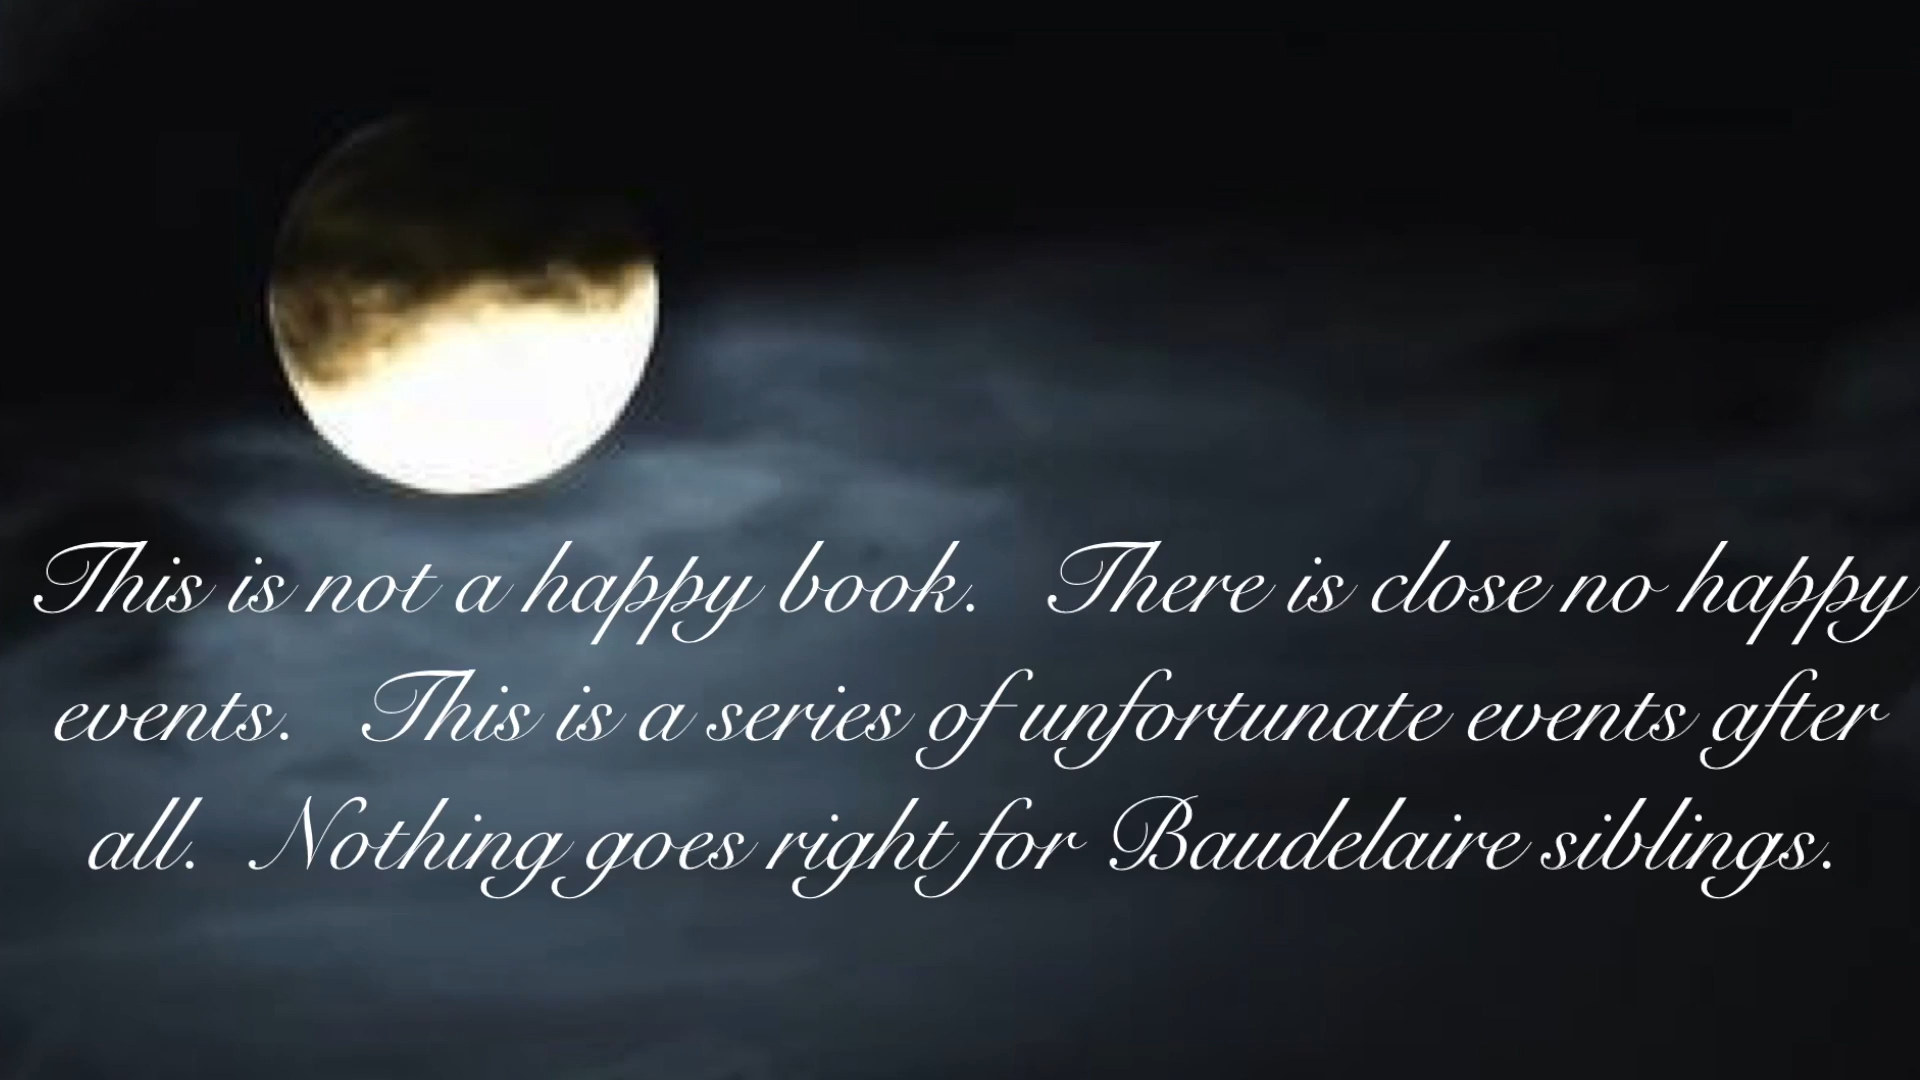 This is not a happy book. There is close no happy
events. This is a series of unfortunate events after
all. Nothing goes right for Baudelaire siblings.